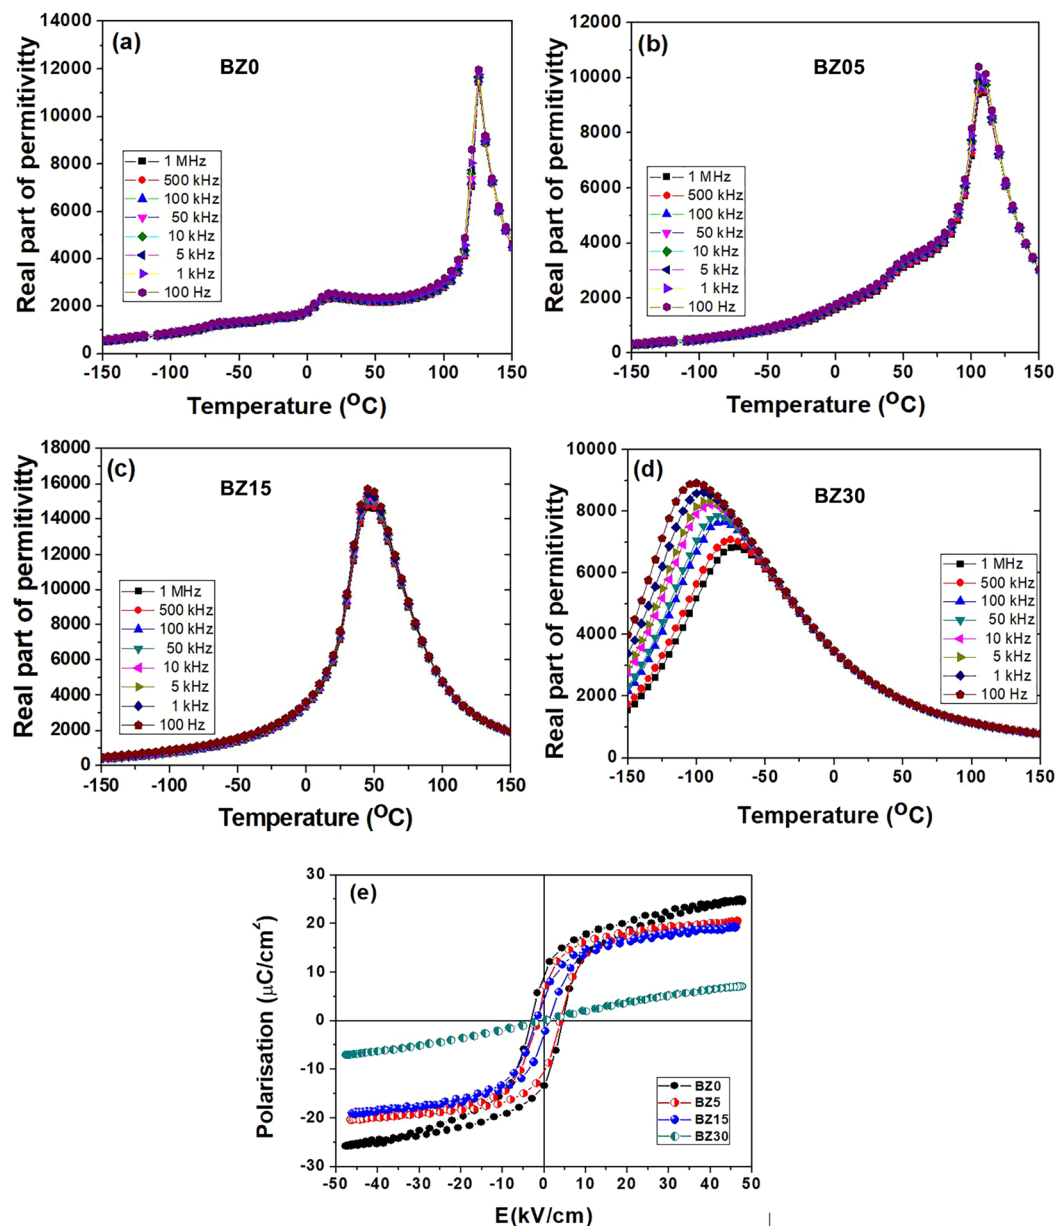 (a)
BZ0
Real part of permitivitty
14000
12000
10000
8000
6000
4000
2000
0
1 MHz
500 kHz
100 kHz
50 kHz
10 kHz
5 kHz
1 kHz
100 Hz
-150 -100 -50 0 50 100 150
Temperature (OC)
(b)
BZ05
Real part of permitivitty
12000
10000
8000
6000
4000
2000
0
1 MHz
500 kHz
100 kHz
50 kHz
10 kHz
5 kHz
1 kHz
100 Hz
-150 -100 -50 0 50 100 150
Temperature (OC)
(c)
BZ15
Real part of permitivitty
18000
16000
14000
12000
10000
8000
6000
4000
2000
0
1 MHz
500 kHz
100 kHz
50 kHz
10 kHz
5 kHz
1 kHz
100 Hz
-150 -100 -50 0 50 100 150
Temperature (OC)
(d)
BZ30
Real part of permitivitty
10000
8000
6000
4000
2000
0
1 MHz
500 kHz
100 kHz
50 kHz
10 kHz
5 kHz
1 kHz
100 Hz
-150 -100 -50 0 50 100 150
Temperature (OC)
(e)
Polarisation (μC/cm2)
30
20
10
0
-10
-20
-30
BZ0
BZ5
BZ15
BZ30
-50 -40 -30 -20 -10 0 10 20 30 40 50
E(kV/cm)